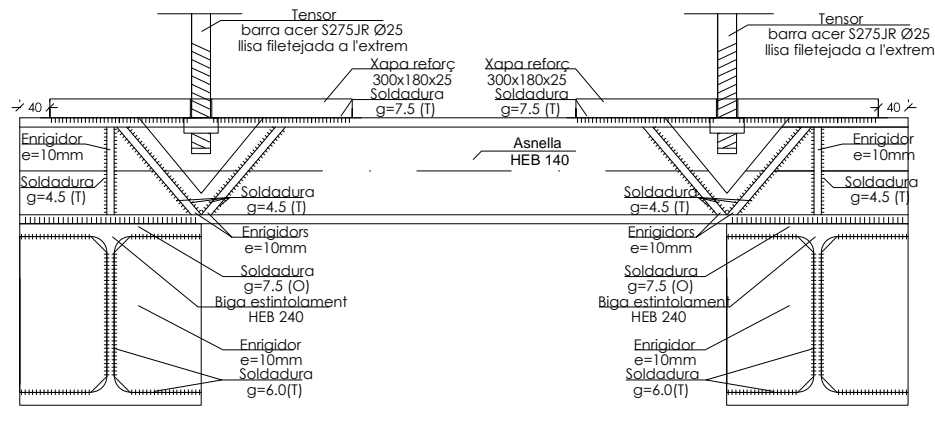 Tensor
barra acer S275JR Ø25
llisa filetejada a l'extrem
Tensor
barra acer S275JR Ø25
llisa filetejada a l'extrem
Xapa reforç
300x180x25
Soldadura
g=7.5 (T)
Xapa reforç
300x180x25
Soldadura
g=7.5 (T)
40
40
Enrigidor
e=10mm
Soldadura
g=4.5 (T)
Asnella
HEB 140
Enrigidor
e=10mm
Soldadura
g=4.5 (T)
Soldadura
g=4.5 (T)
Enrigidors
e=10mm
Soldadura
g=7.5 (O)
Biga estintolament
HEB 240
Enrigidor
e=10mm
Soldadura
g=6.0(T)
Soldadura
g=4.5 (T)
Enrigidors
e=10mm
Soldadura
g=7.5 (O)
Biga estintolament
HEB 240
Enrigidor
e=10mm
Soldadura
g=6.0(T)